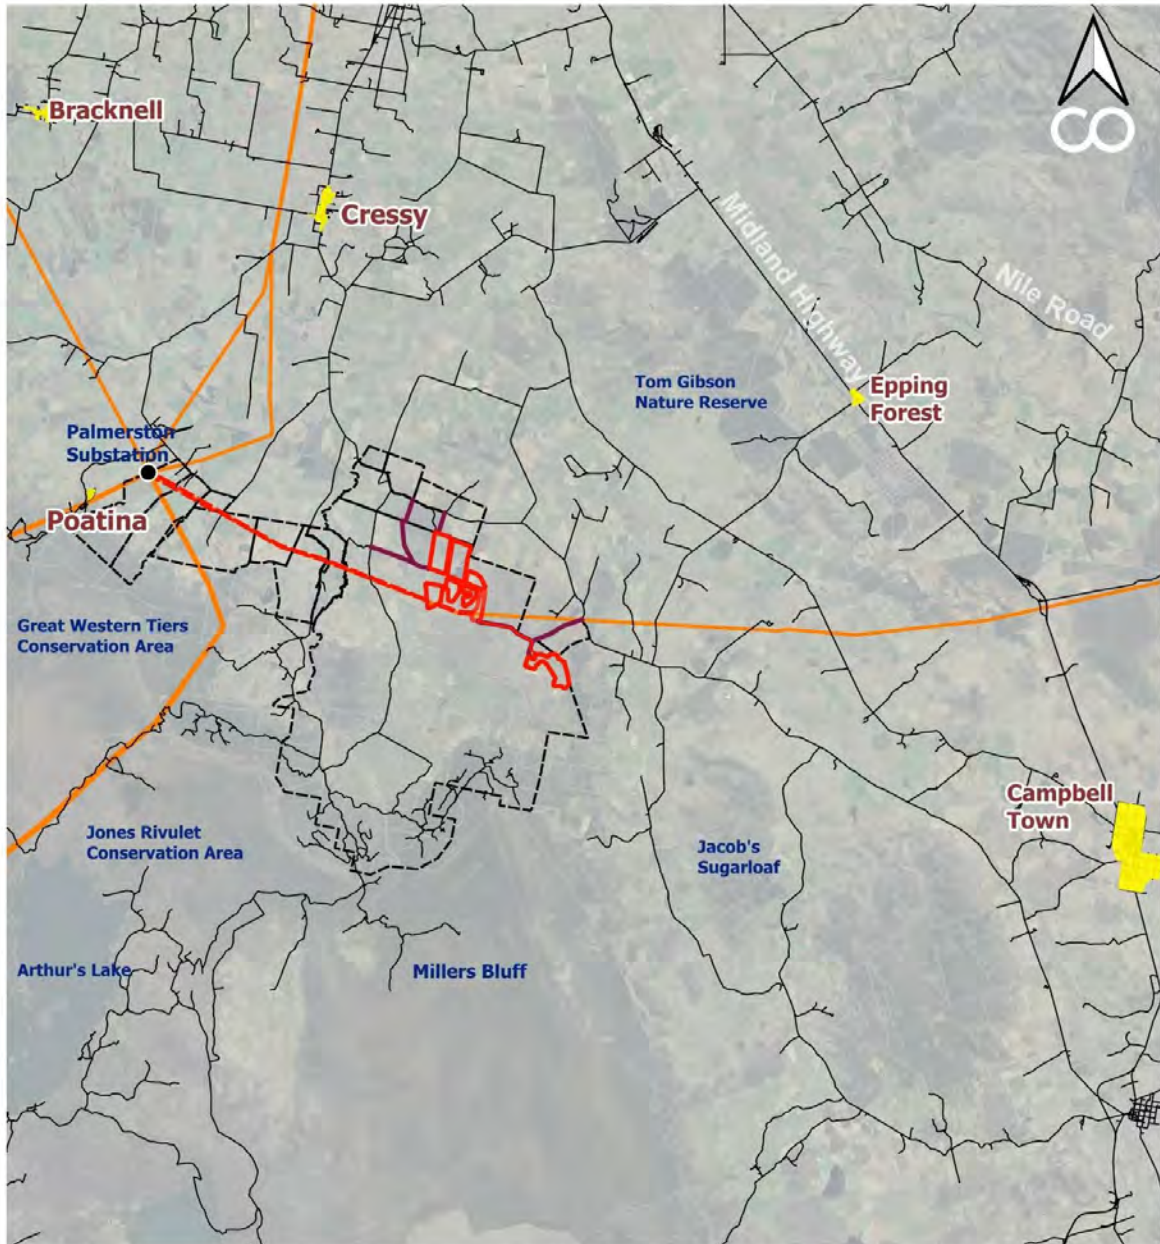 Bracknell
Cressy
Midland Highway
Nile Road
Tom Gibson
Nature Reserve
Epping
Forest
Palmerston
Substation
Poatina
Great Western Tiers
Conservation Area
Campbell
Town
Jones Rivulet
Conservation Area
Jacob's
Sugarloaf
Arthur's Lake
Millers Bluff